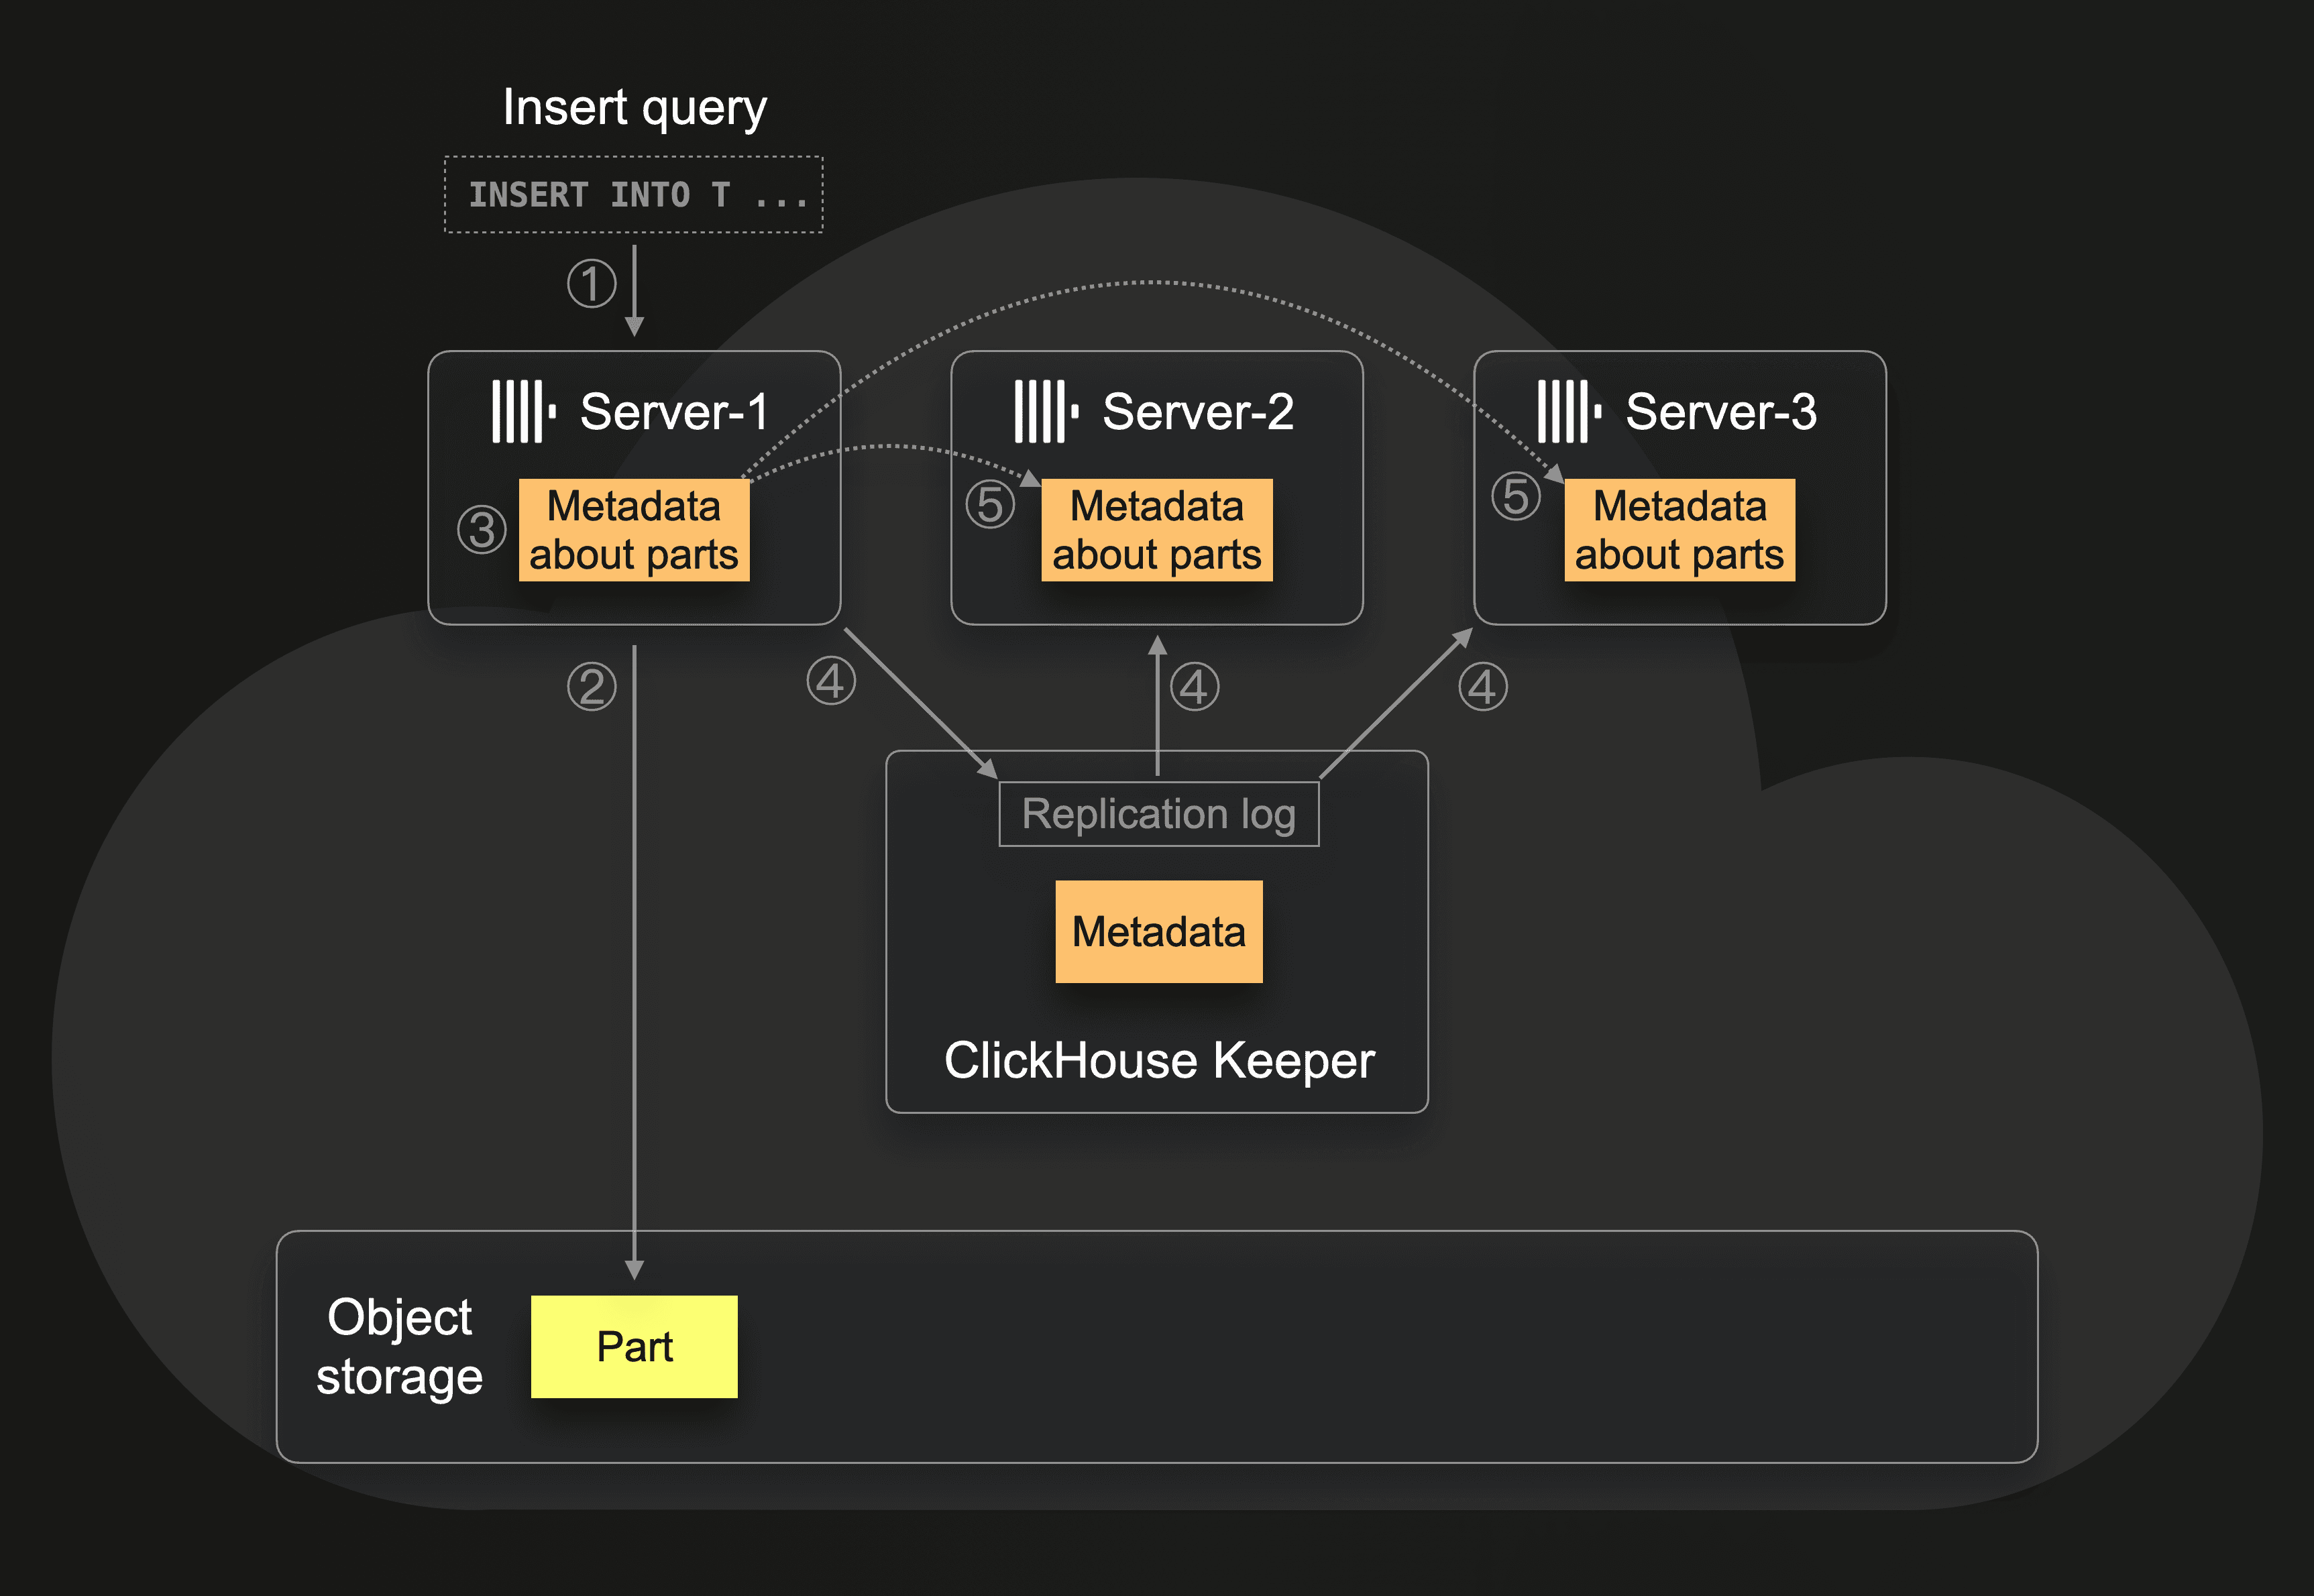 Insert query
INSERT INTO T ...
①
Server-1
Server-2
Server-3
③
Metadata
about parts
⑤
Metadata
about parts
⑤
Metadata
about parts
②
④
④
④
Replication log
Metadata
ClickHouse Keeper
Object
storage
Part